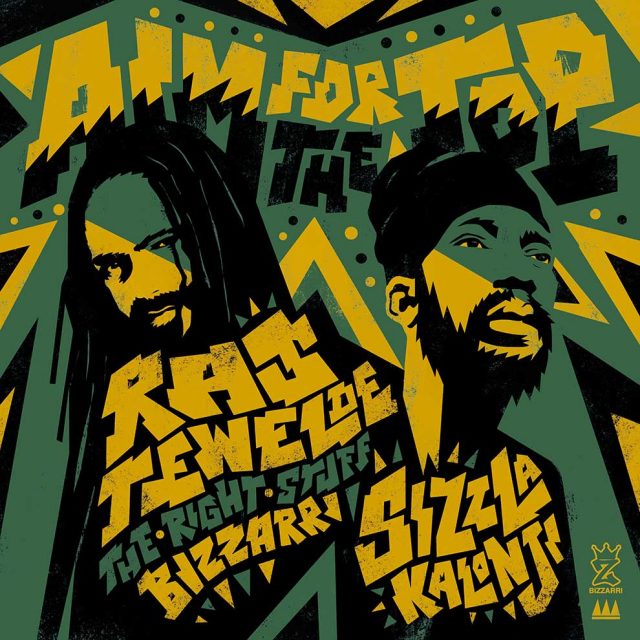 AIM FOR TOP
THE
RAS
TEWELDE
THE RIGHT STUFF
BIZZARRI
SIZZLA
KALONJI
Z
BIZZARRI